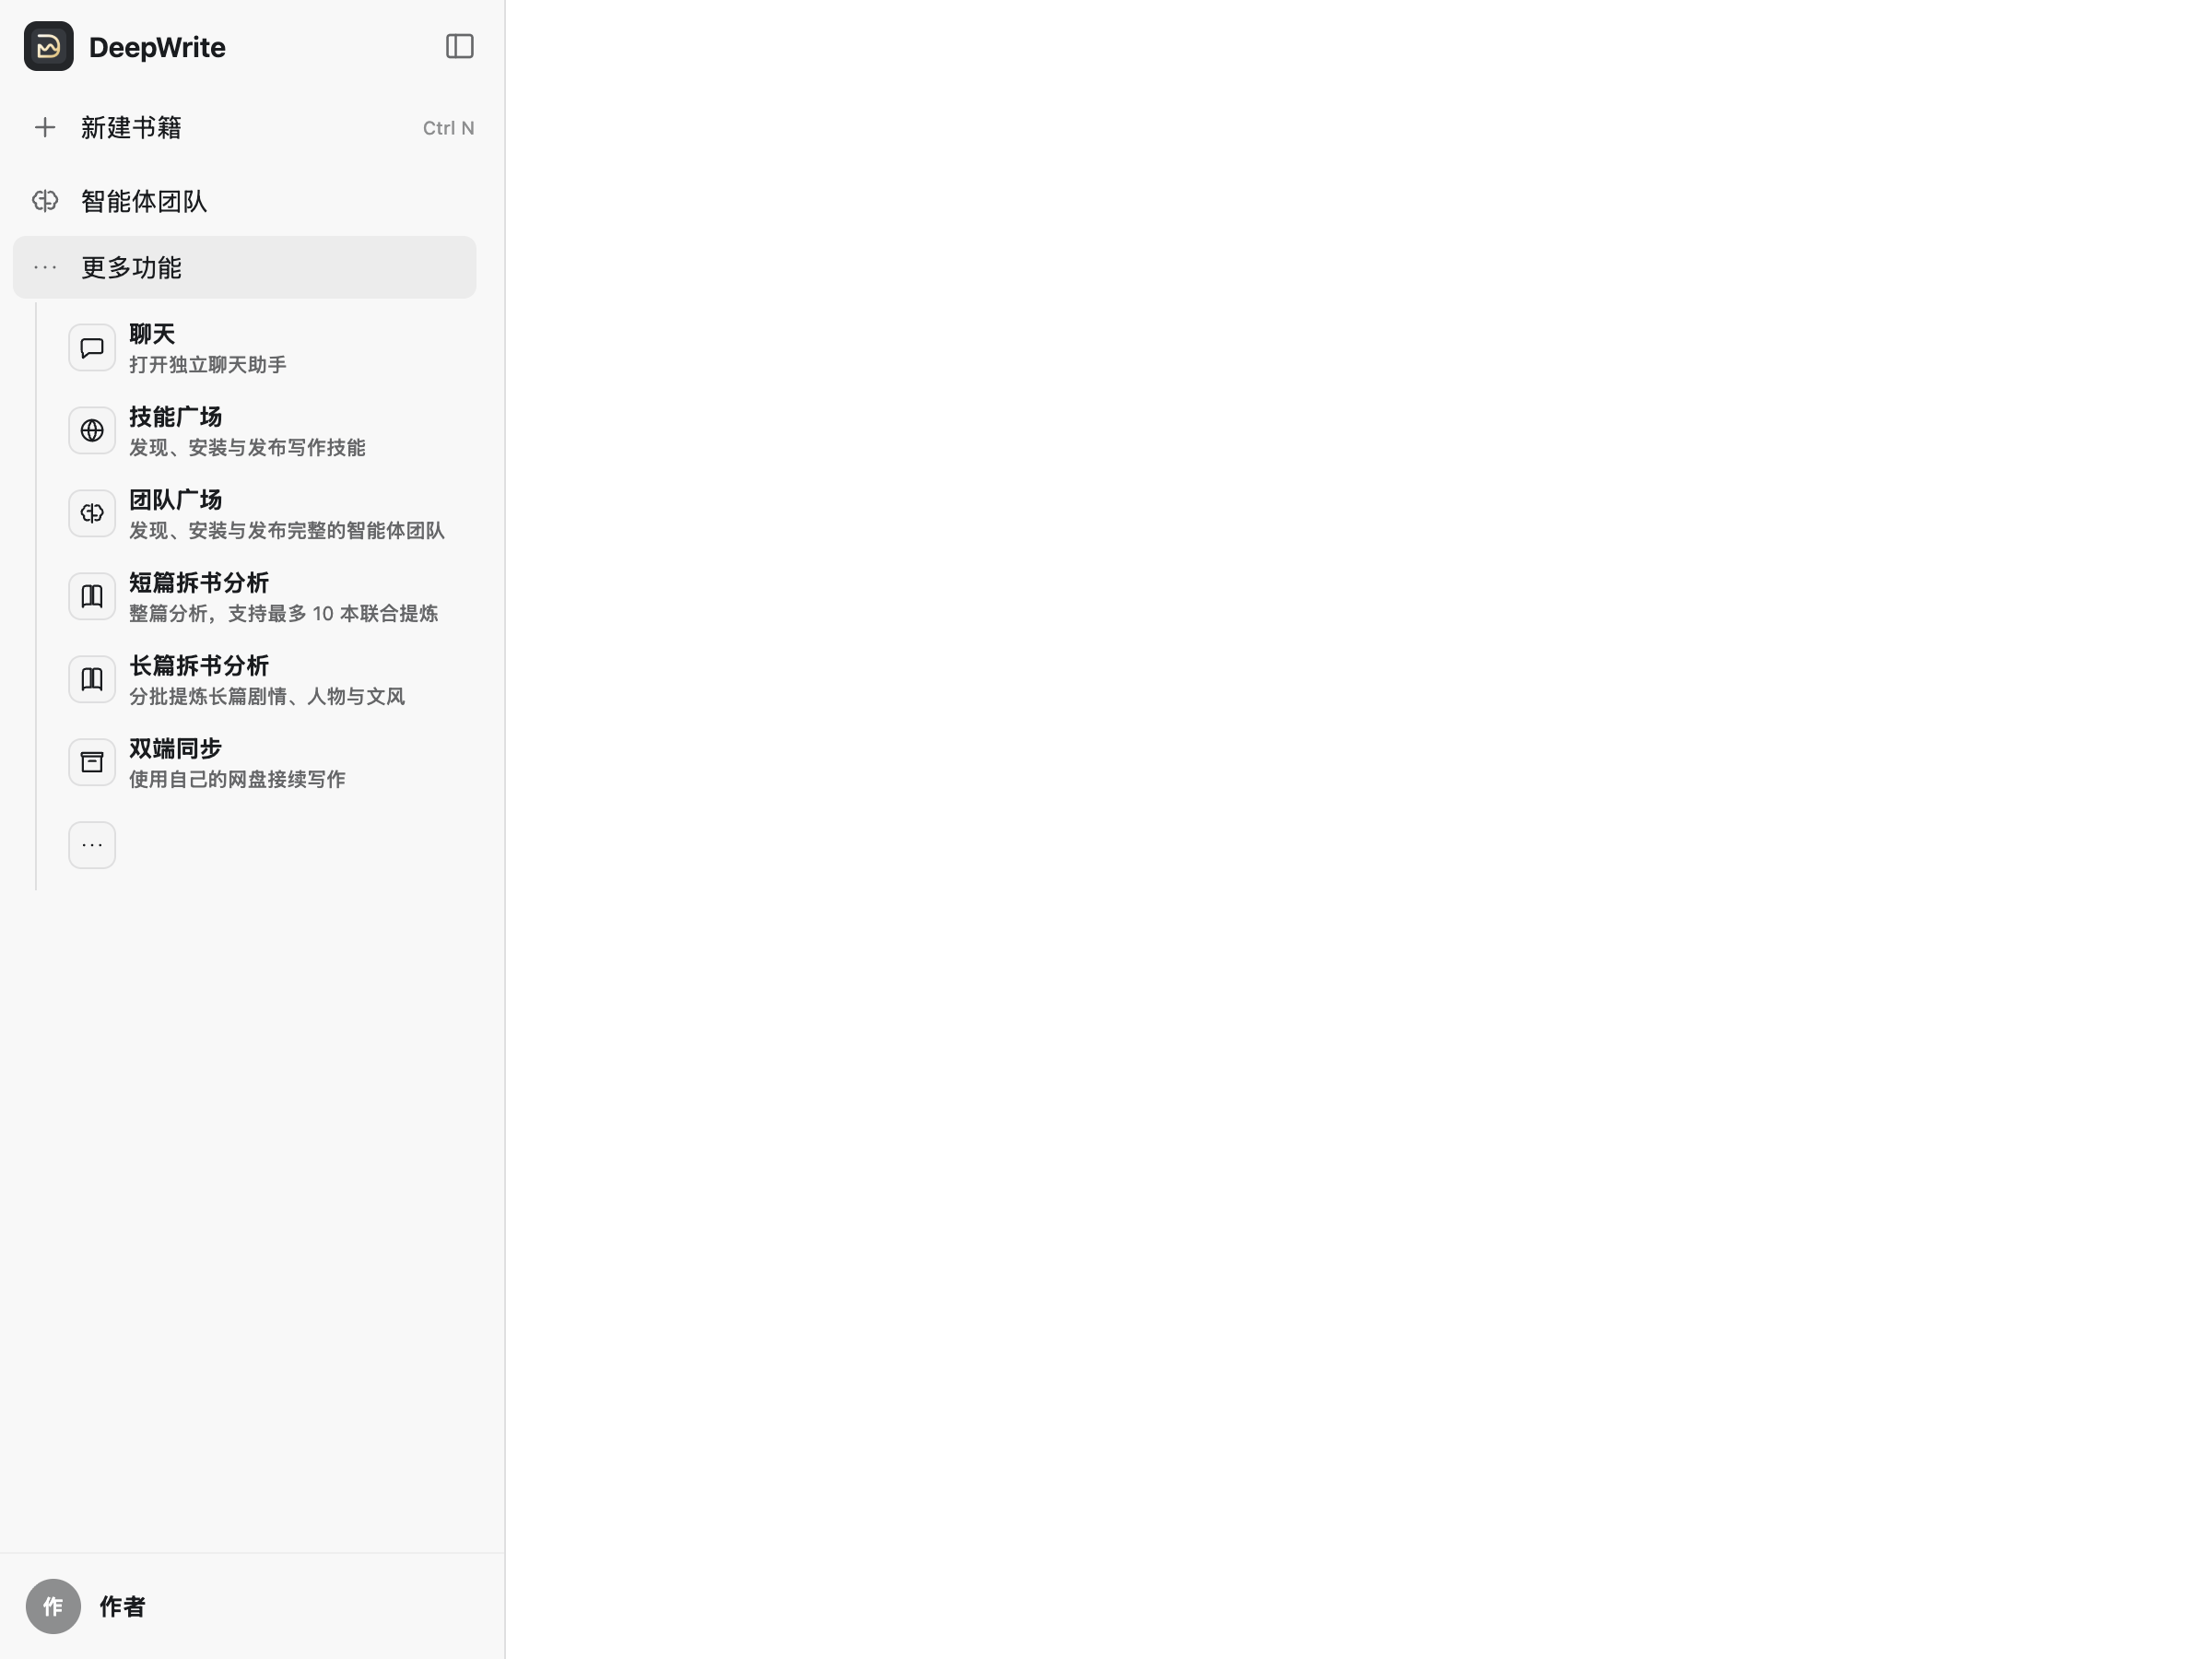 DeepWrite
新建书籍 Ctrl N
智能体团队
更多功能
聊天
打开独立聊天助手
技能广场
发现、安装与发布写作技能
团队广场
发现、安装与发布完整的智能体团队
短篇拆书分析
整篇分析，支持最多 10 本联合提炼
长篇拆书分析
分批提炼长篇剧情、人物与文风
双端同步
使用自己的网盘接续写作
作 作者